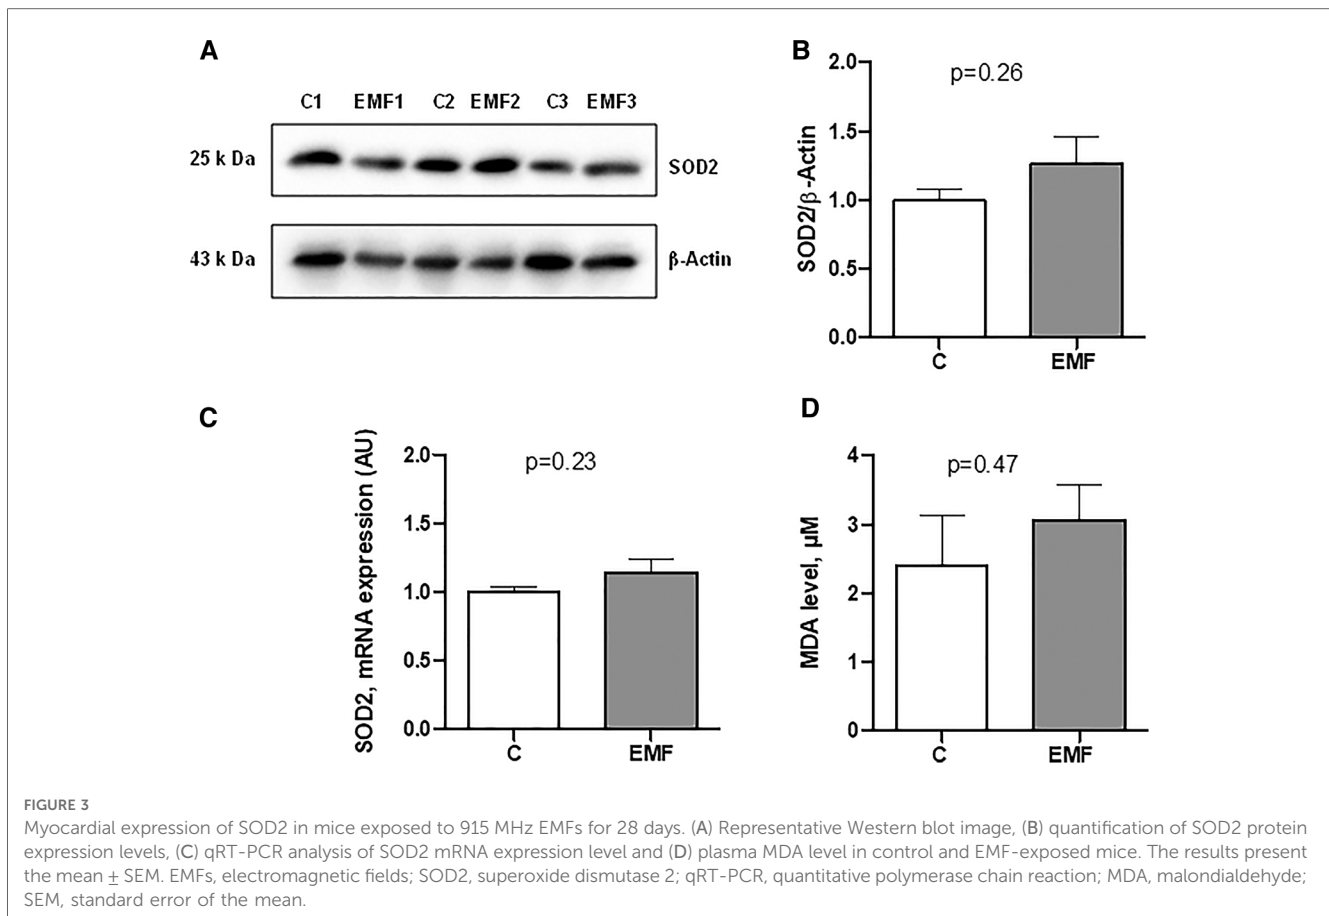 A
C1 EMF1 C2 EMF2 C3 EMF3
25 k Da
SOD2
43 k Da
β-Actin
B
p=0.26
SOD2/β-Actin
2.0
1.5
1.0
0.5
0.0
C EMF
C
p=0.23
SOD2, mRNA expression (AU)
2.0
1.5
1.0
0.5
0.0
C EMF
D
p=0.47
MDA level, µM
4
3
2
1
0
C EMF
FIGURE 3
Myocardial expression of SOD2 in mice exposed to 915 MHz EMFs for 28 days. (A) Representative Western blot image, (B) quantification of SOD2 protein
expression levels, (C) qRT-PCR analysis of SOD2 mRNA expression level and (D) plasma MDA level in control and EMF-exposed mice. The results present
the mean ± SEM. EMFs, electromagnetic fields; SOD2, superoxide dismutase 2; qRT-PCR, quantitative polymerase chain reaction; MDA, malondialdehyde;
SEM, standard error of the mean.